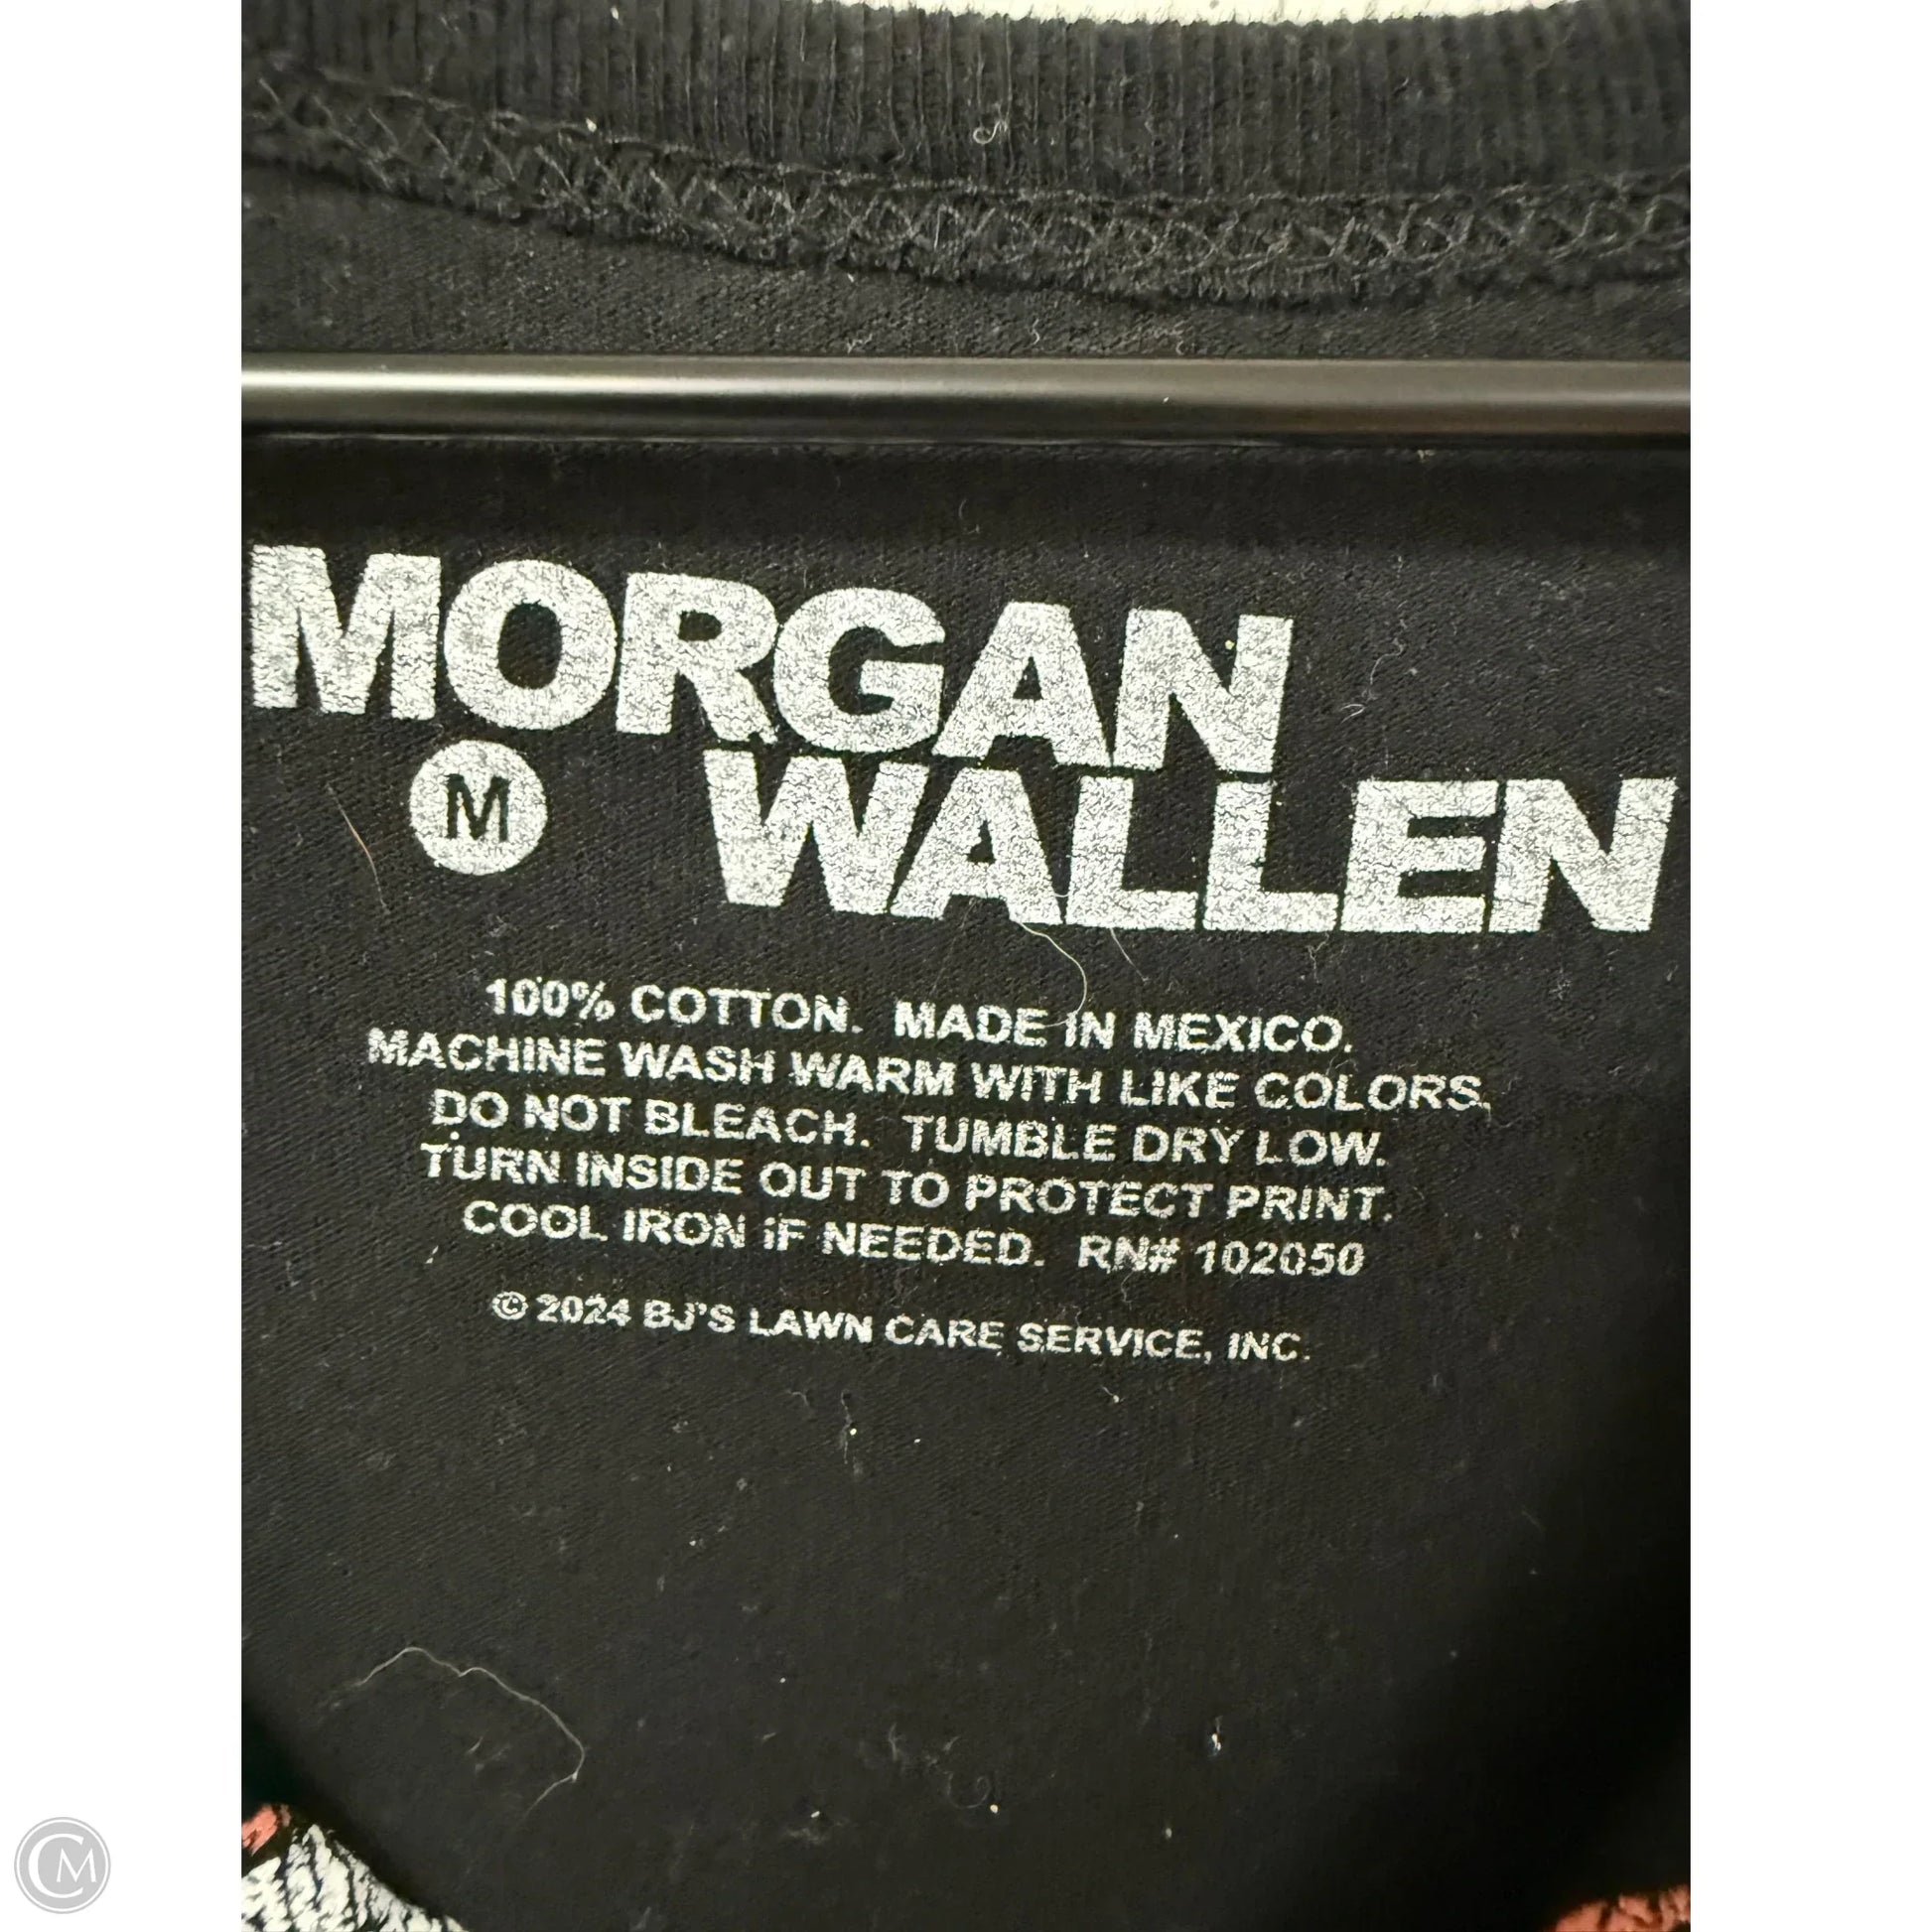 MORGAN
M WALLEN
100% COTTON. MADE IN MEXICO.
MACHINE WASH WARM WITH LIKE COLORS.
DO NOT BLEACH. TUMBLE DRY LOW.
TURN INSIDE OUT TO PROTECT PRINT.
COOL IRON IF NEEDED. RN# 102050
© 2024 BJ'S LAWN CARE SERVICE, INC.
CM